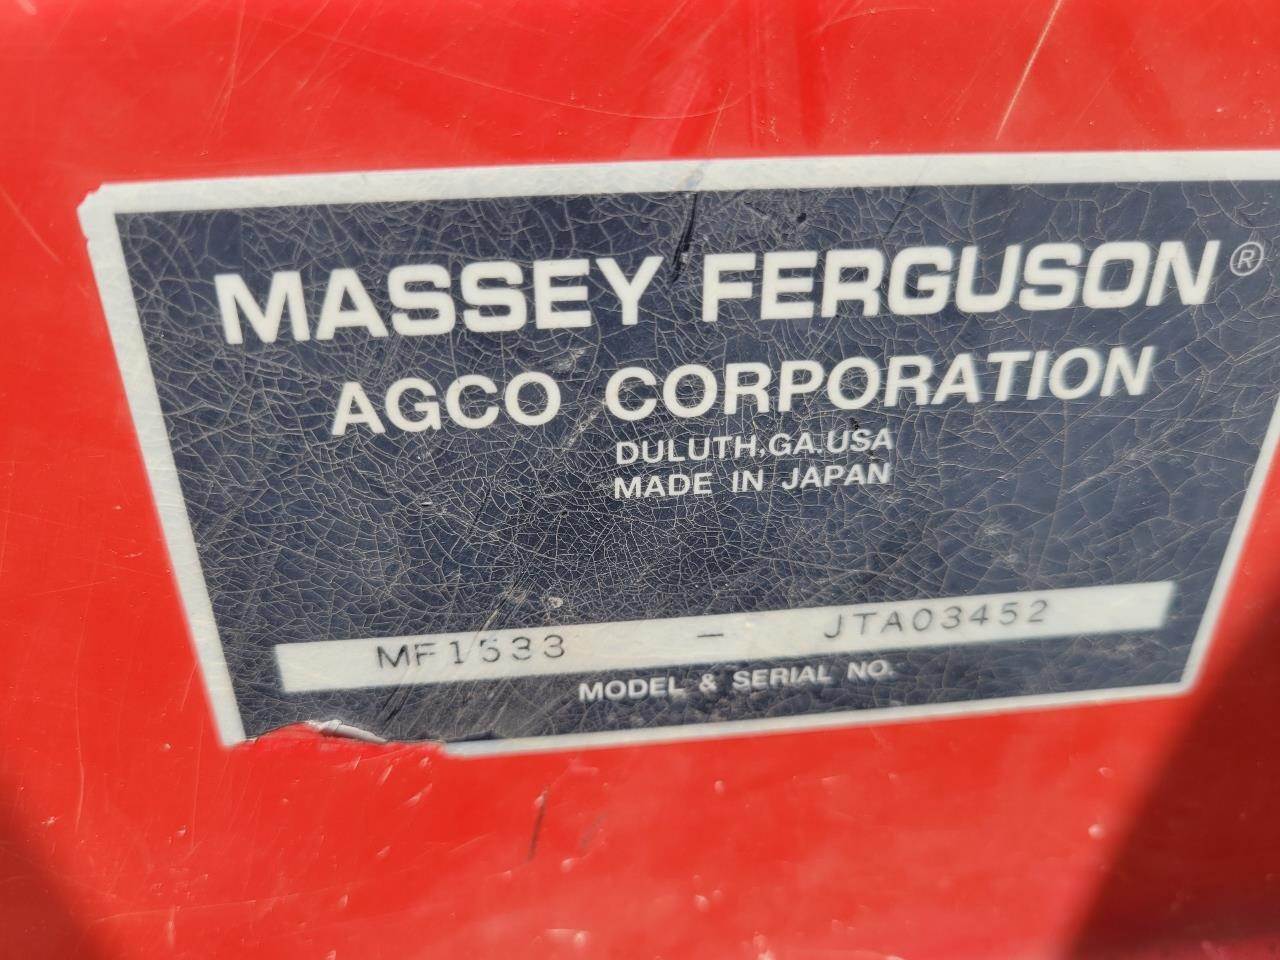 MASSEY FERGUSON®
AGCO CORPORATION
DULUTH,GA.USA
MADE IN JAPAN
MF1533 - JTA03452
MODEL & SERIAL NO.